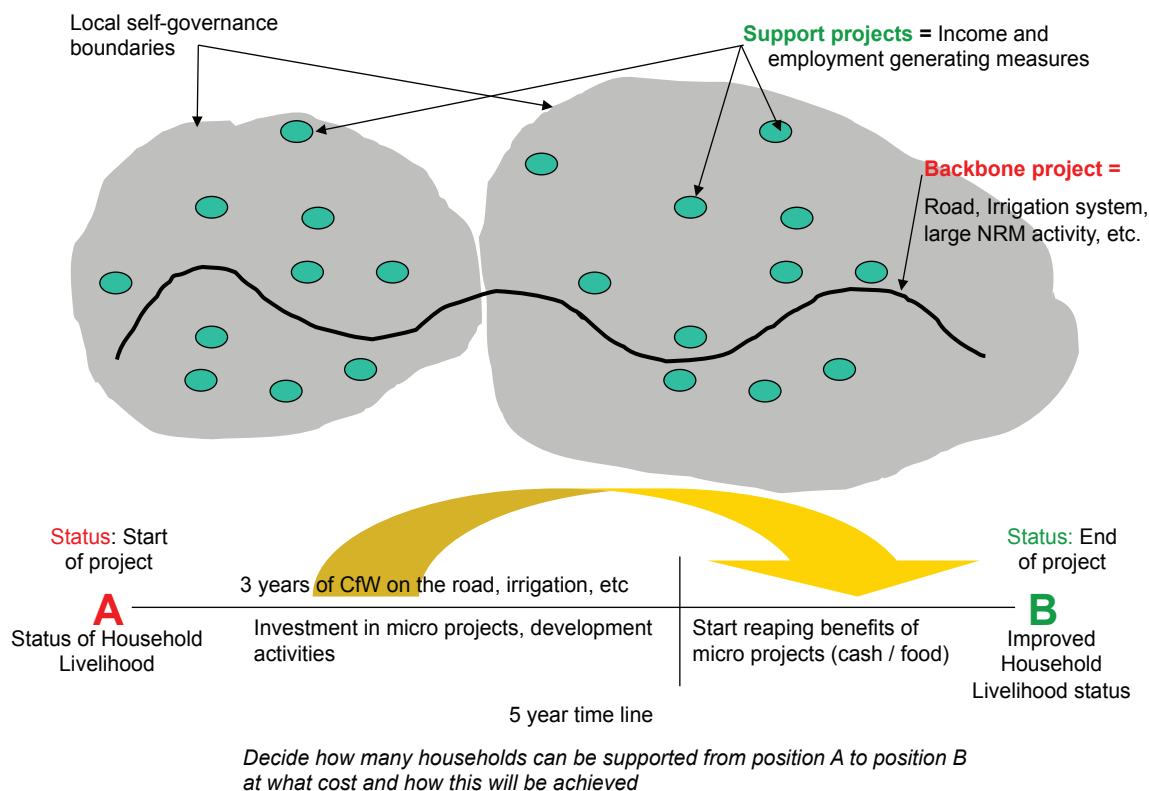 Local self-governance
boundaries
Support projects = Income and
employment generating measures
Backbone project =
Road, Irrigation system,
large NRM activity, etc.
Status: Start
of project
A
Status of Household
Livelihood
3 years of CfW on the road, irrigation, etc
Investment in micro projects, development
activities
Start reaping benefits of
micro projects (cash / food)
Status: End
of project
B
Improved
Household
Livelihood status
5 year time line
Decide how many households can be supported from position A to position B
at what cost and how this will be achieved